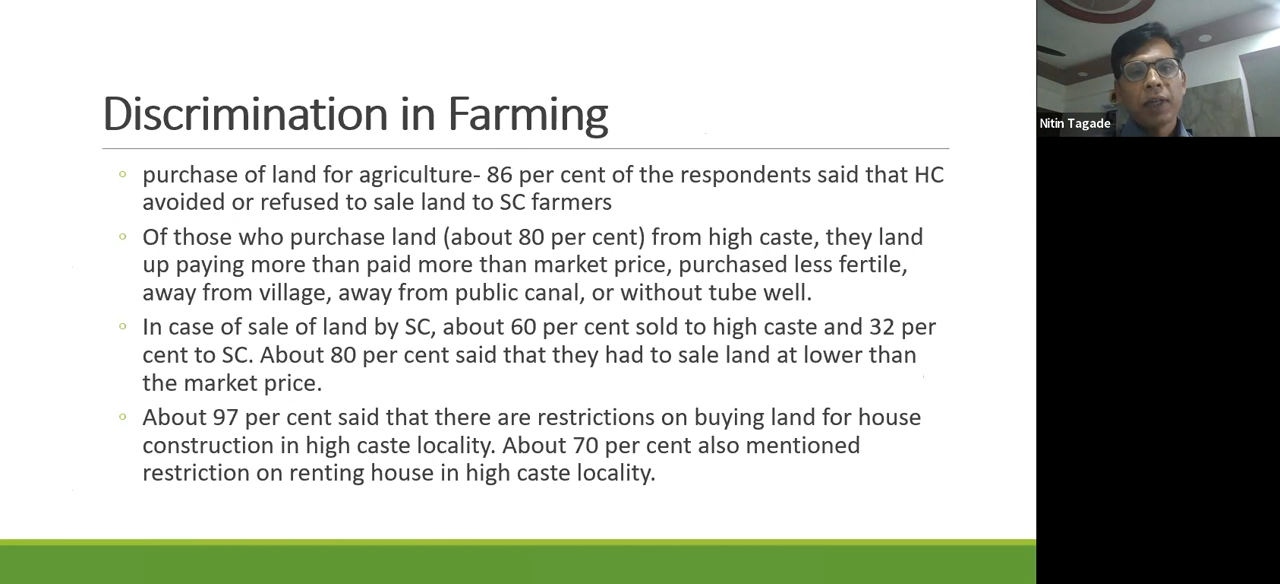 Discrimination in Farming
◦ purchase of land for agriculture- 86 per cent of the respondents said that HC
avoided or refused to sale land to SC farmers
◦ Of those who purchase land (about 80 per cent) from high caste, they land
up paying more than paid more than market price, purchased less fertile,
away from village, away from public canal, or without tube well.
◦ In case of sale of land by SC, about 60 per cent sold to high caste and 32 per
cent to SC. About 80 per cent said that they had to sale land at lower than
the market price.
◦ About 97 per cent said that there are restrictions on buying land for house
construction in high caste locality. About 70 per cent also mentioned
restriction on renting house in high caste locality.
Nitin Tagade